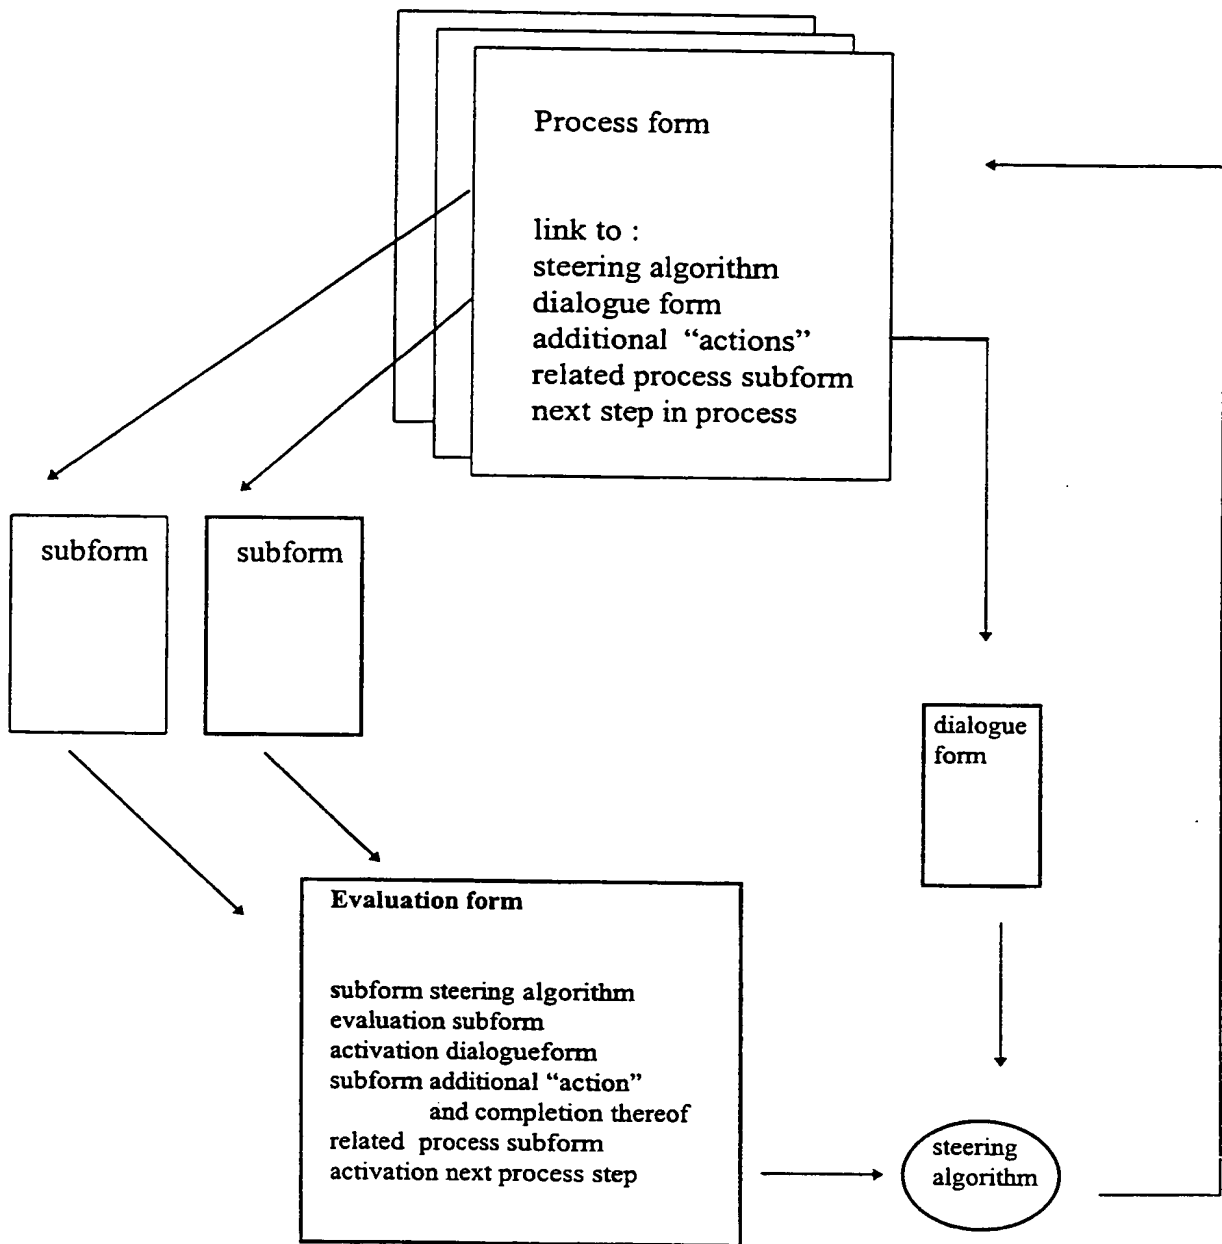 Process form
link to :
steering algorithm
dialogue form
additional “actions”
related process subform
next step in process
subform
subform
dialogue
form
Evaluation form
subform steering algorithm
evaluation subform
activation dialogueform
subform additional “action”
and completion thereof
related process subform
activation next process step
steering
algorithm